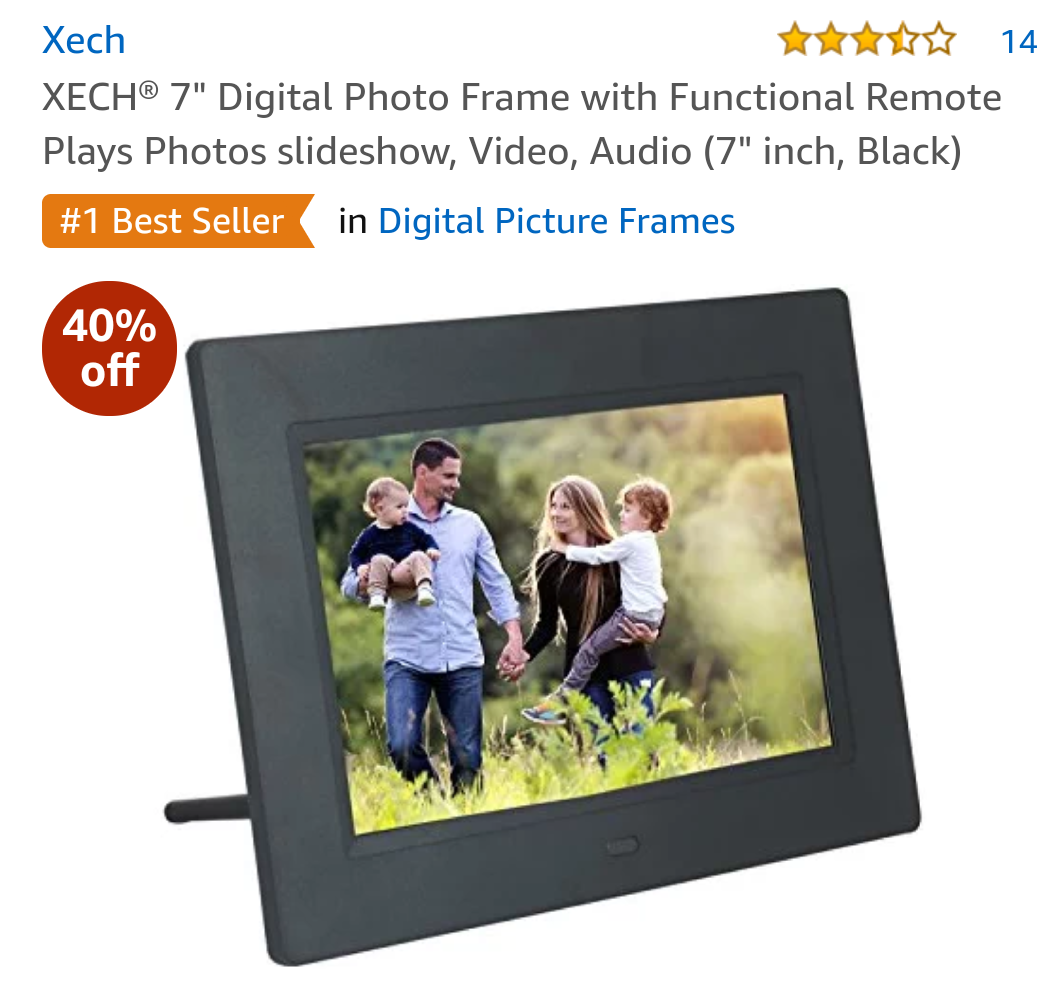 Xech 14
XECH® 7" Digital Photo Frame with Functional Remote
Plays Photos slideshow, Video, Audio (7" inch, Black)
#1 Best Seller in Digital Picture Frames
40%
off